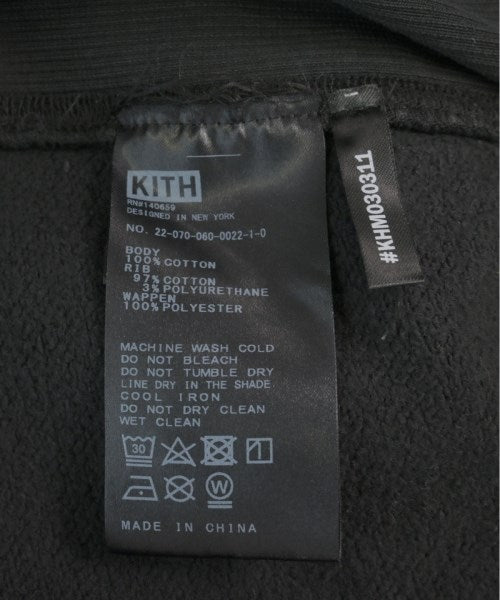 KITH
RN#140659
DESIGNED IN NEW YORK
NO. 22-070-060-0022-1-0
BODY
100%COTTON
RIB
97%COTTON
3%POLYURETHANE
WAPPEN
100%POLYESTER
MACHINE WASH COLD
DO NOT BLEACH
DO NOT TUMBLE DRY
LINE DRY IN THE SHADE
COOL IRON
DO NOT DRY CLEAN
WET CLEAN
30
W
MADE IN CHINA
#KHM030311